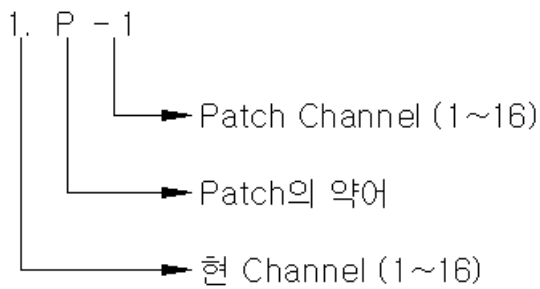 1. P - 1
Patch Channel (1~16)
Patch의 약어
현 Channel (1~16)